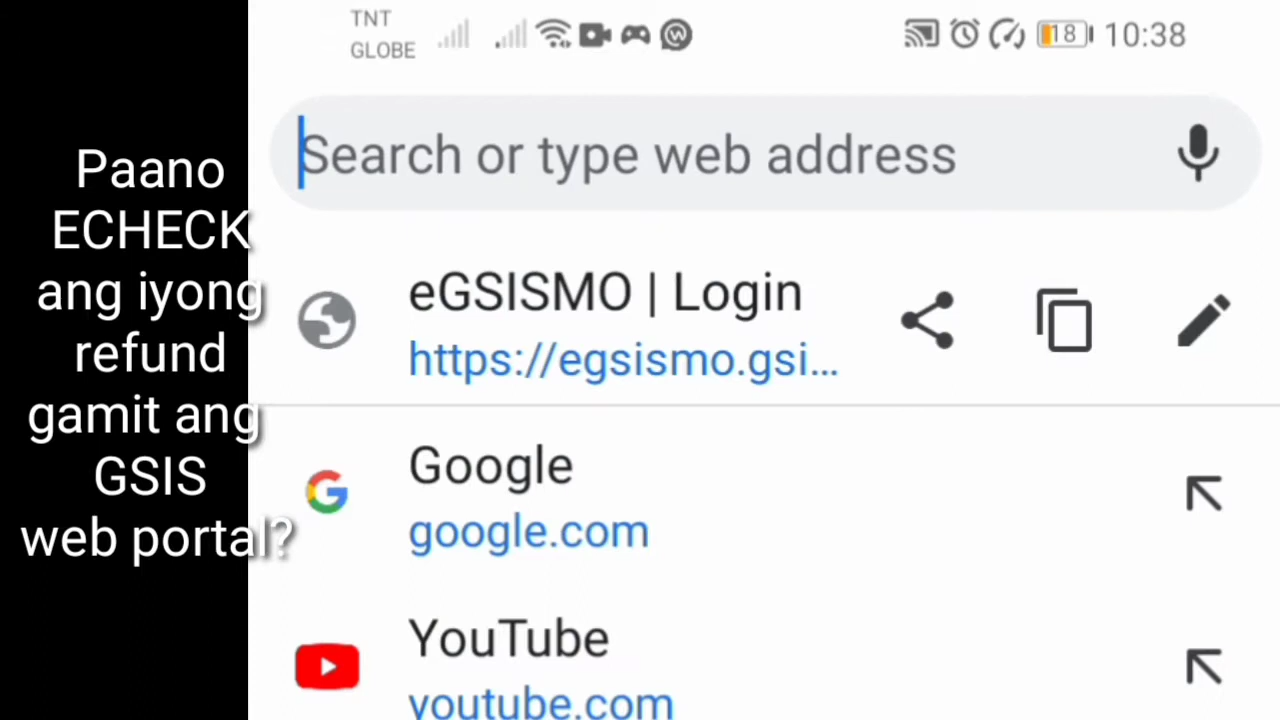 TNT
GLOBE
18 10:38
Search or type web address
Paano
ECHECK
ang iyong
refund
gamit ang
GSIS
web portal?
eGSISMO | Login
https://egsismo.gsi...
Google
google.com
YouTube
youtube.com